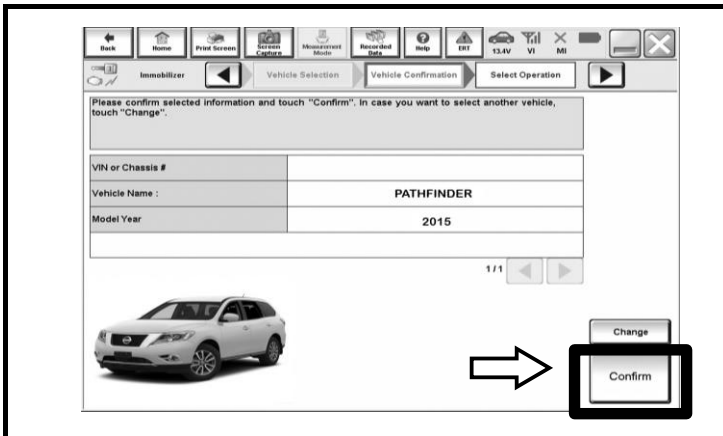 Back Home Print Screen Screen Capture Measurement Mode Recorded Data Help ERT 13.4V VI MI
Immobilizer Vehicle Selection Vehicle Confirmation Select Operation
Please confirm selected information and touch "Confirm". In case you want to select another vehicle,
touch "Change".
VIN or Chassis #
Vehicle Name : PATHFINDER
Model Year 2015
1/1
Change
Confirm